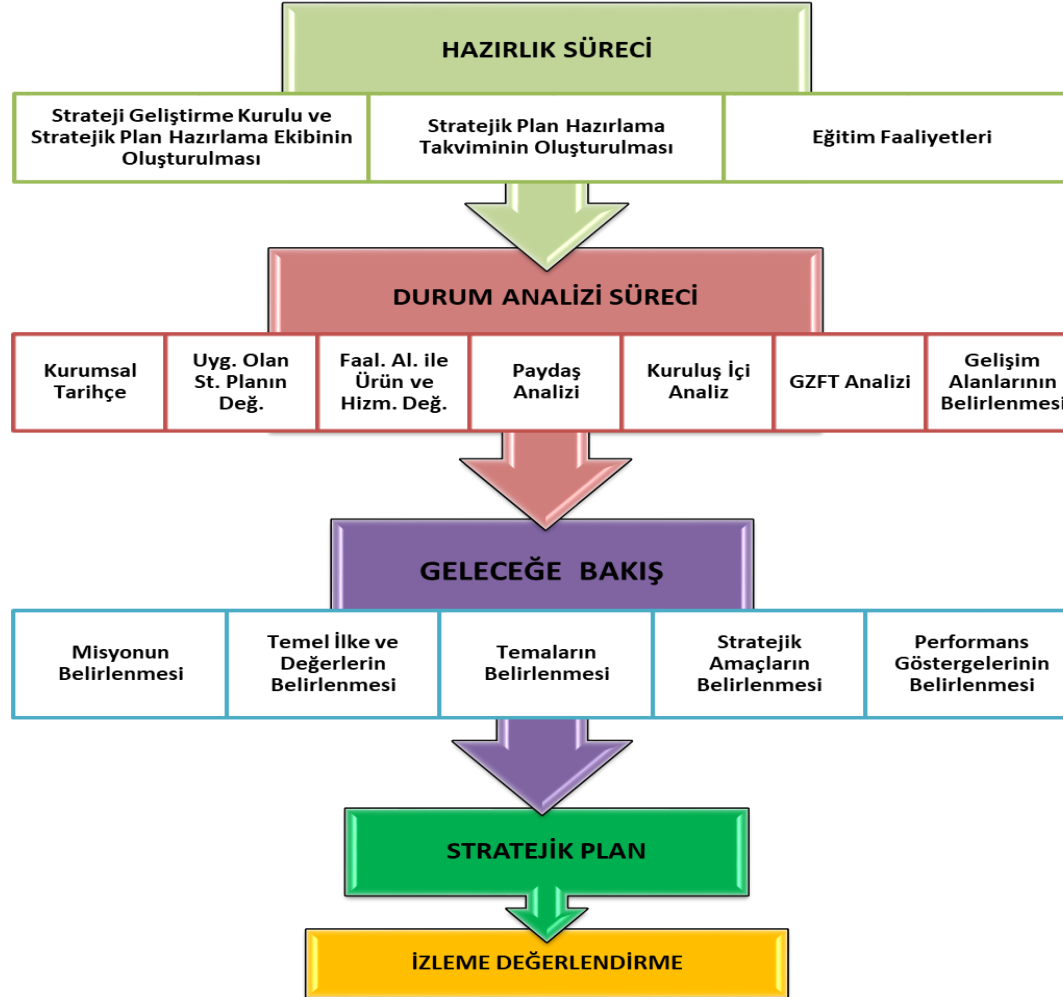 HAZIRLIK SÜRECİ
Strateji Geliştirme Kurulu ve
Stratejik Plan Hazırlama Ekibinin
Oluşturulması
Stratejik Plan Hazırlama
Takviminin Oluşturulması
Eğitim Faaliyetleri
DURUM ANALİZİ SÜRECİ
Kurumsal
Tarihçe
Uyg. Olan
St. Planın
Değ.
Faal. Al. ile
Ürün ve
Hizm. Değ.
Paydaş
Analizi
Kuruluş İçi
Analiz
GZFT Analizi
Gelişim
Alanlarının
Belirlenmesi
GELECEĞE BAKIŞ
Misyonun
Belirlenmesi
Temel İlke ve
Değerlerin
Belirlenmesi
Temaların
Belirlenmesi
Stratejik
Amaçların
Belirlenmesi
Performans
Göstergelerinin
Belirlenmesi
STRATEJİK PLAN
İZLEME DEĞERLENDİRME